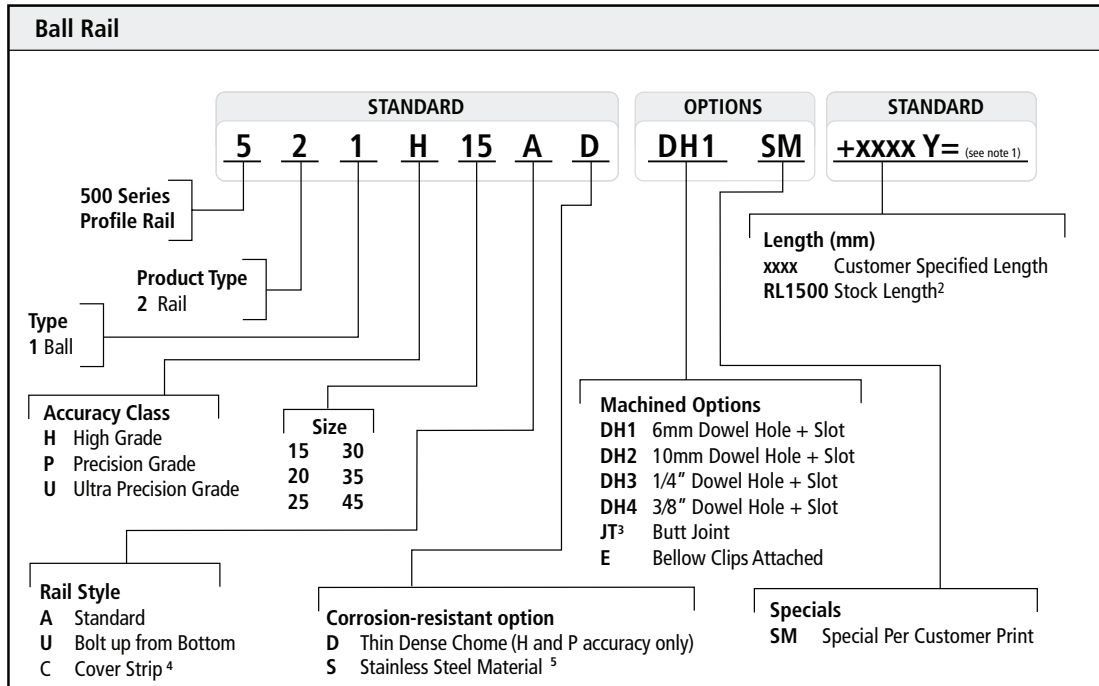 Ball Rail
STANDARD OPTIONS STANDARD
5 2 1 H 15 A D DH1 SM +xxxx Y= (see note 1)
500 Series
Profile Rail
Product Type
2 Rail
Type
1 Ball
Length (mm)
xxxx Customer Specified Length
RL1500 Stock Length2
Accuracy Class
H High Grade
P Precision Grade
U Ultra Precision Grade
Size
15 30
20 35
25 45
Machined Options
DH1 6mm Dowel Hole + Slot
DH2 10mm Dowel Hole + Slot
DH3 1/4" Dowel Hole + Slot
DH4 3/8" Dowel Hole + Slot
JT3 Butt Joint
E Bellow Clips Attached
Rail Style
A Standard
U Bolt up from Bottom
C Cover Strip 4
Corrosion-resistant option
D Thin Dense Chome (H and P accuracy only)
S Stainless Steel Material 5
Specials
SM Special Per Customer Print